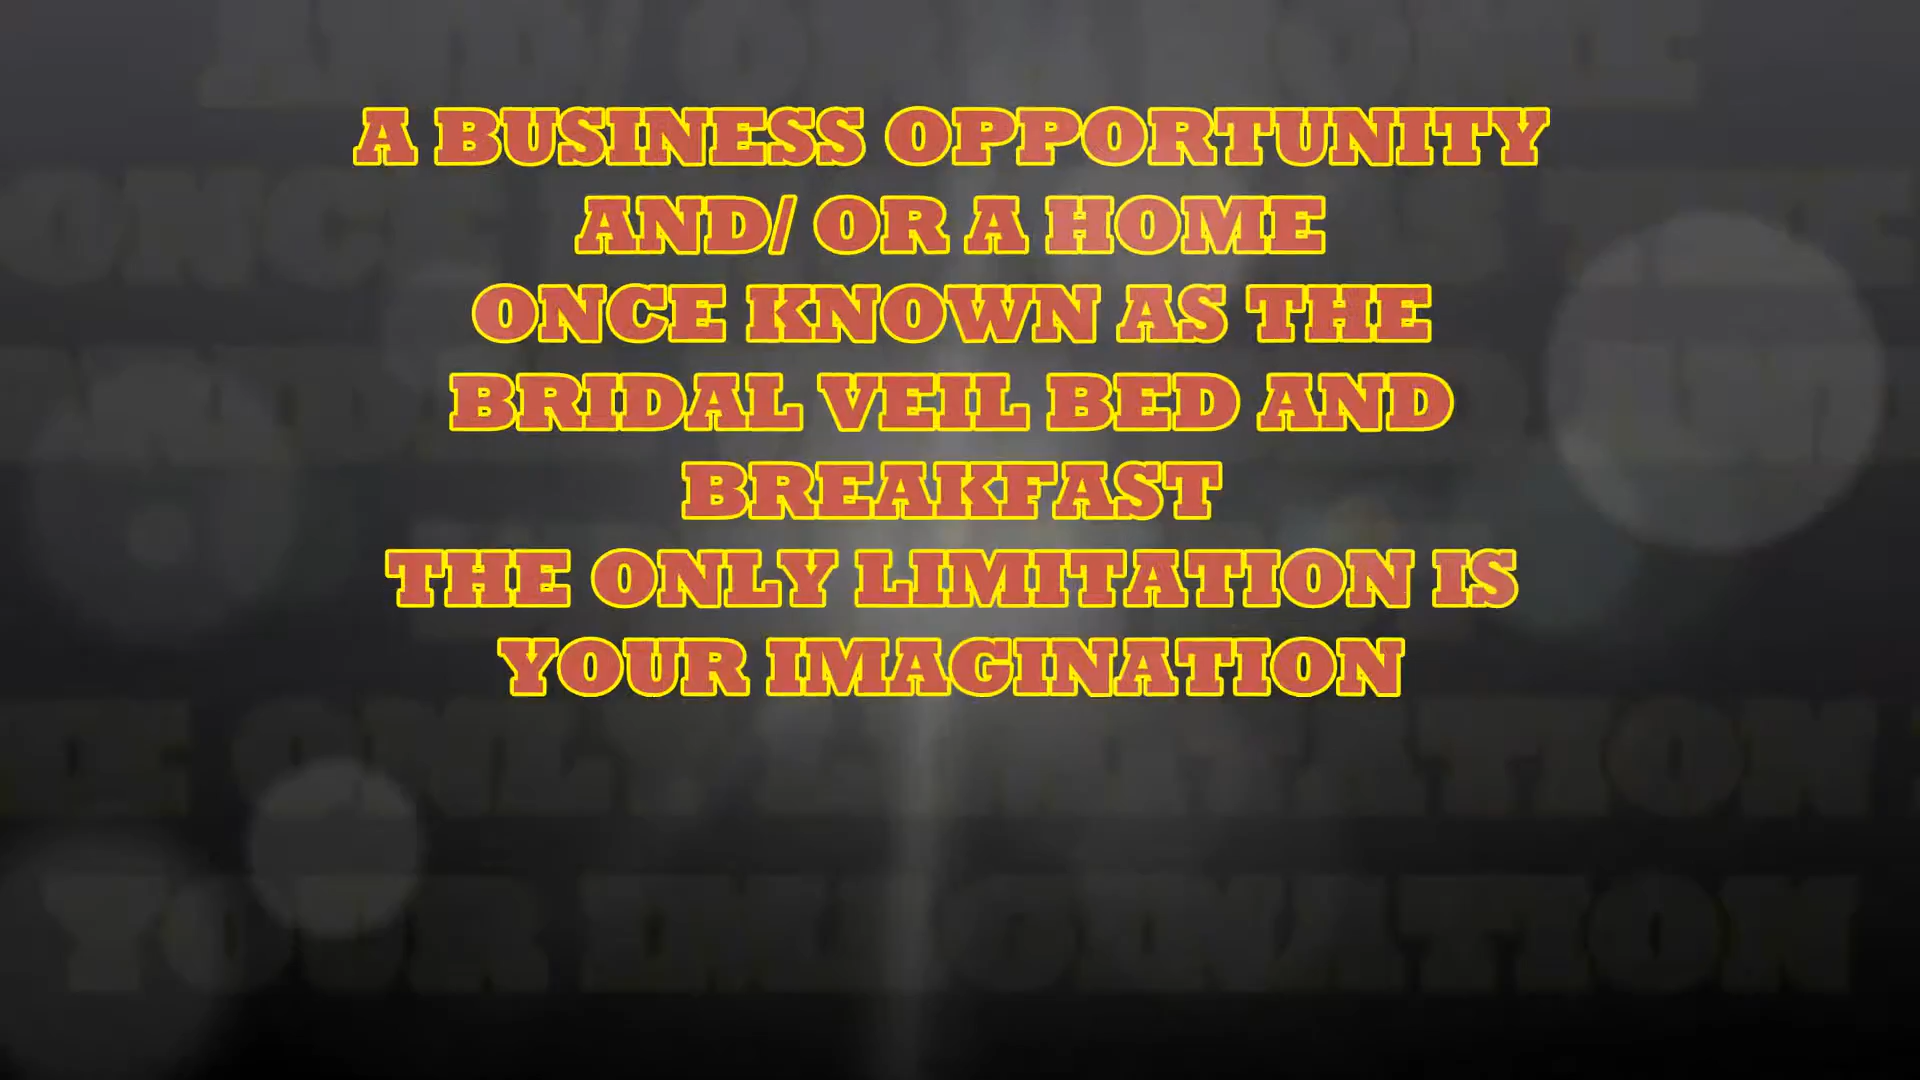 A BUSINESS OPPORTUNITY
AND/ OR A HOME
ONCE KNOWN AS THE
BRIDAL VEIL BED AND
BREAKFAST
THE ONLY LIMITATION IS
YOUR IMAGINATION